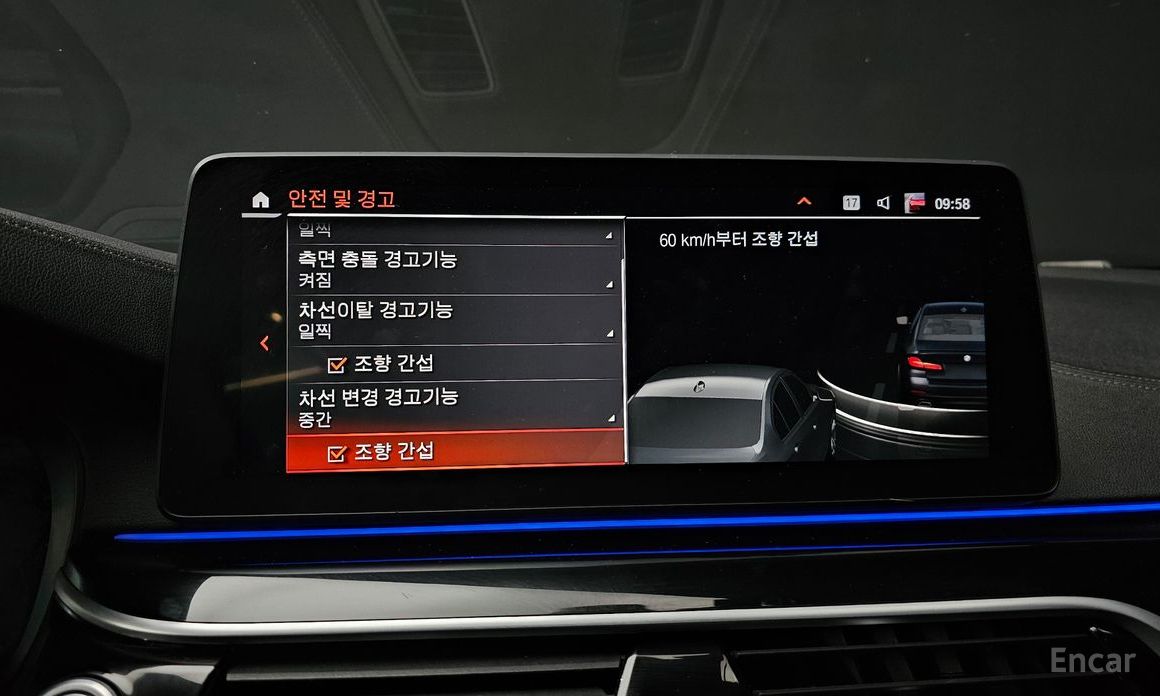 안전 및 경고
17
09:58
일찍
측면 충돌 경고기능
켜짐
차선이탈 경고기능
일찍
조향 간섭
차선 변경 경고기능
중간
조향 간섭
60 km/h부터 조향 간섭
Encar